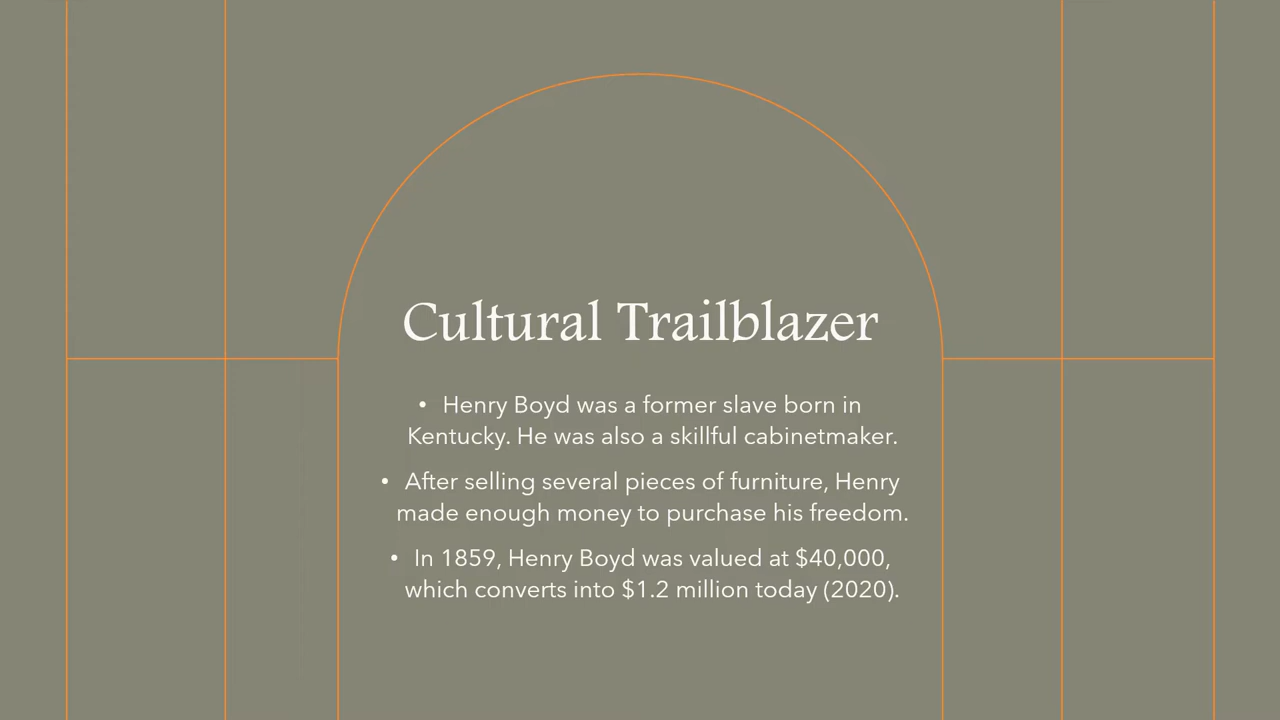 Cultural Trailblazer
• Henry Boyd was a former slave born in
Kentucky. He was also a skillful cabinetmaker.
• After selling several pieces of furniture, Henry
made enough money to purchase his freedom.
• In 1859, Henry Boyd was valued at $40,000,
which converts into $1.2 million today (2020).